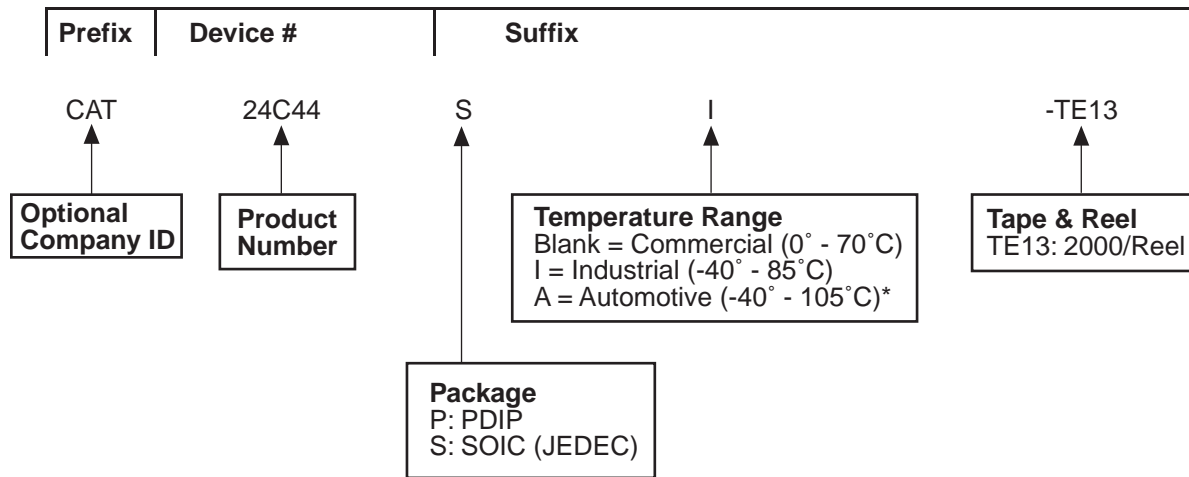 Prefix Device # Suffix
CAT 24C44 S I -TE13
Optional
Company ID
Product
Number
Temperature Range
Blank = Commercial (0˚ - 70˚C)
I = Industrial (-40˚ - 85˚C)
A = Automotive (-40˚ - 105˚C)*
Tape & Reel
TE13: 2000/Reel
Package
P: PDIP
S: SOIC (JEDEC)